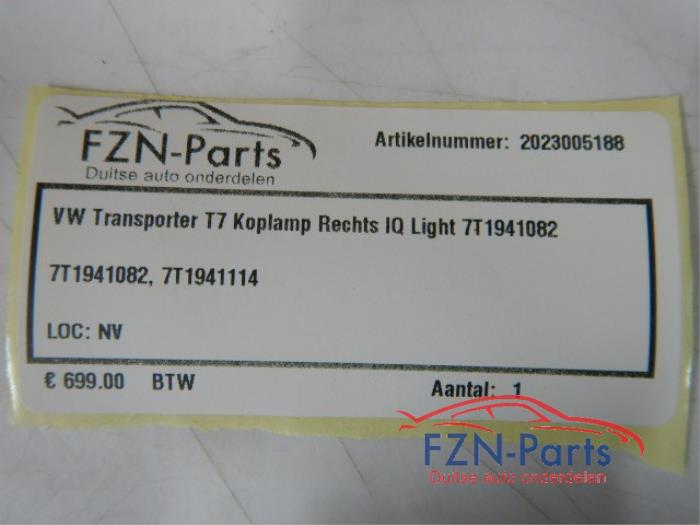 FZN-Parts
Duitse auto onderdelen
Artikelnummer: 2023005188
VW Transporter T7 Koplamp Rechts IQ Light 7T1941082
7T1941082, 7T1941114
LOC: NV
€ 699.00 BTW
Aantal: 1
FZN-Parts
Duitse auto onderdelen